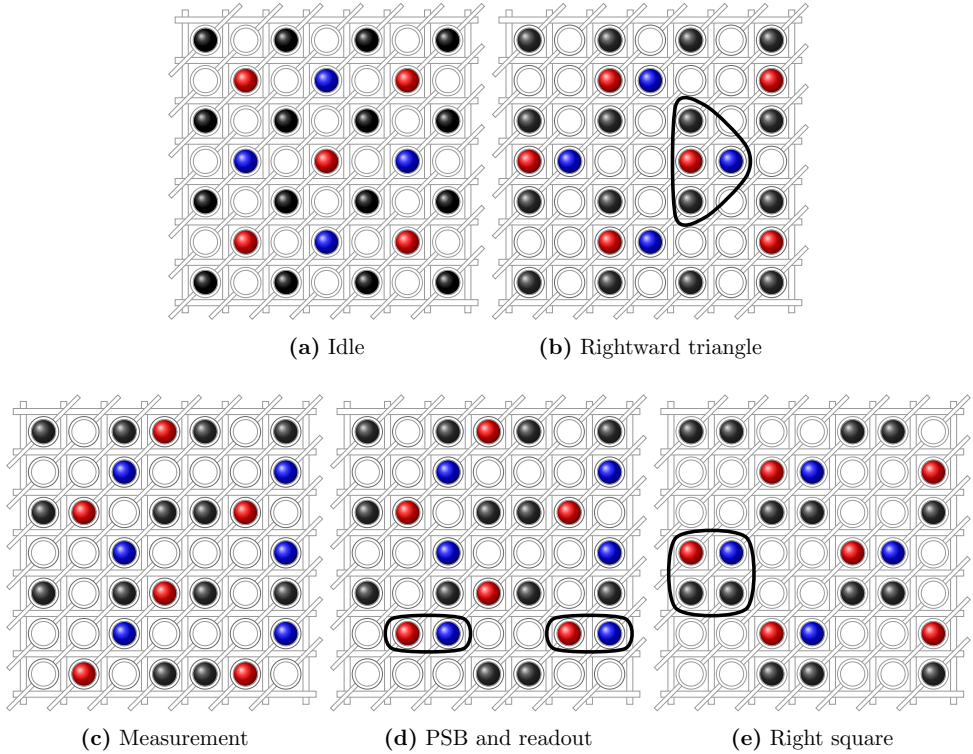 (a) Idle
(b) Rightward triangle
(c) Measurement
(d) PSB and readout
(e) Right square